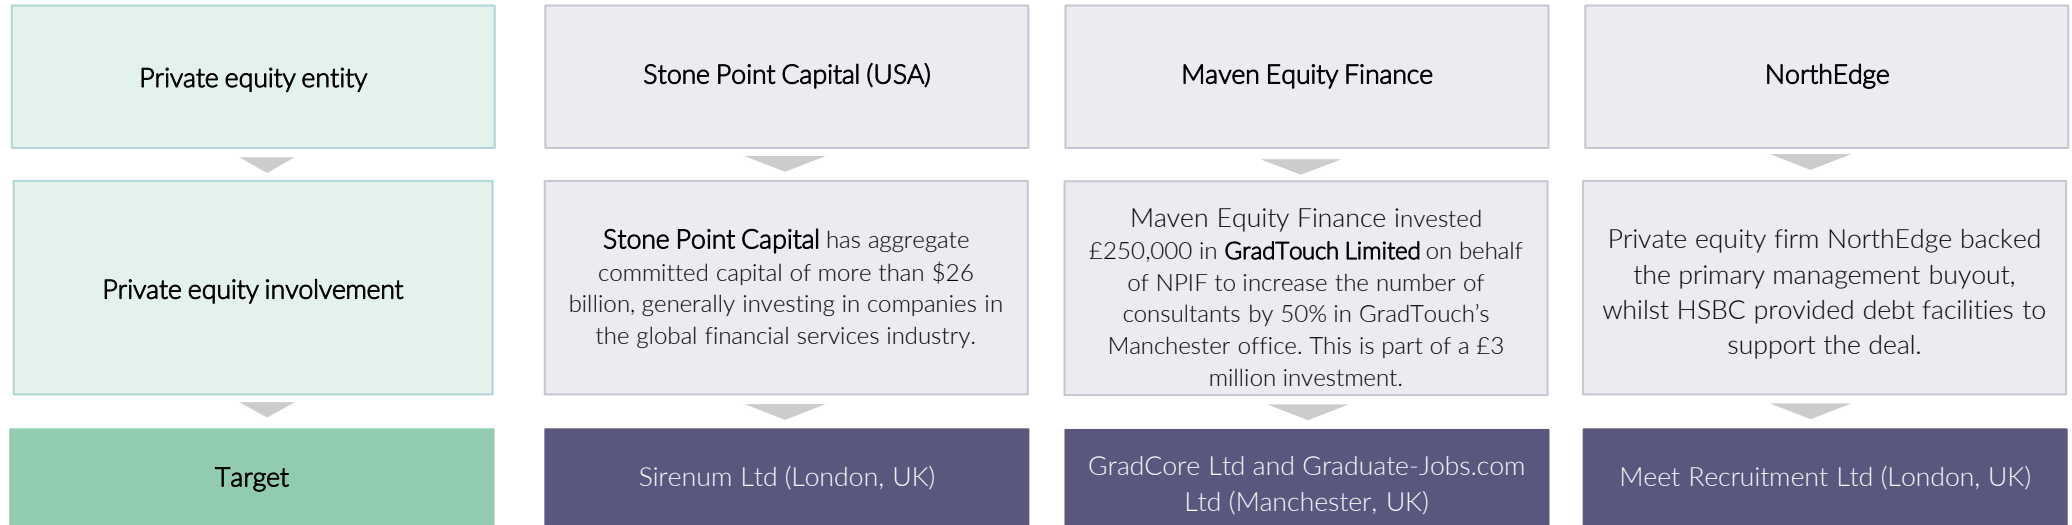 Private equity entity
Stone Point Capital (USA)
Maven Equity Finance
NorthEdge
Private equity involvement
Stone Point Capital has aggregate
committed capital of more than $26
billion, generally investing in companies in
the global financial services industry.
Maven Equity Finance invested
£250,000 in GradTouch Limited on behalf
of NPIF to increase the number of
consultants by 50% in GradTouch’s
Manchester office. This is part of a £3
million investment.
Private equity firm NorthEdge backed
the primary management buyout,
whilst HSBC provided debt facilities to
support the deal.
Target
Sirenum Ltd (London, UK)
GradCore Ltd and Graduate-Jobs.com
Ltd (Manchester, UK)
Meet Recruitment Ltd (London, UK)